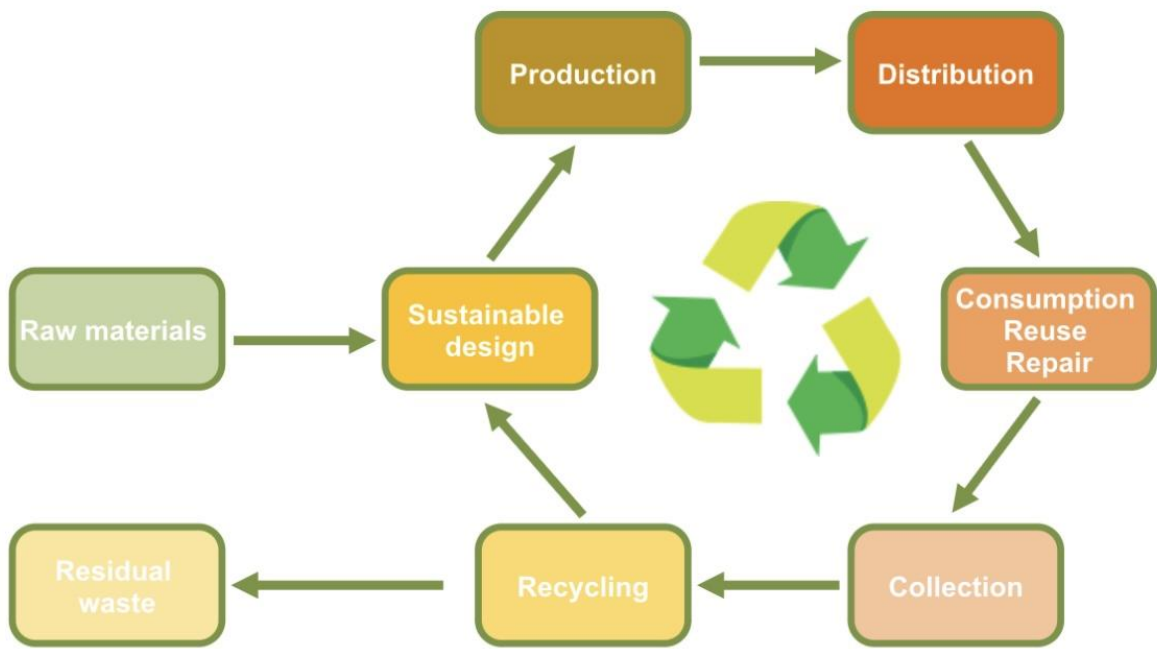 Production
Distribution
Raw materials
Sustainable
design
Consumption
Reuse
Repair
Residual
waste
Recycling
Collection